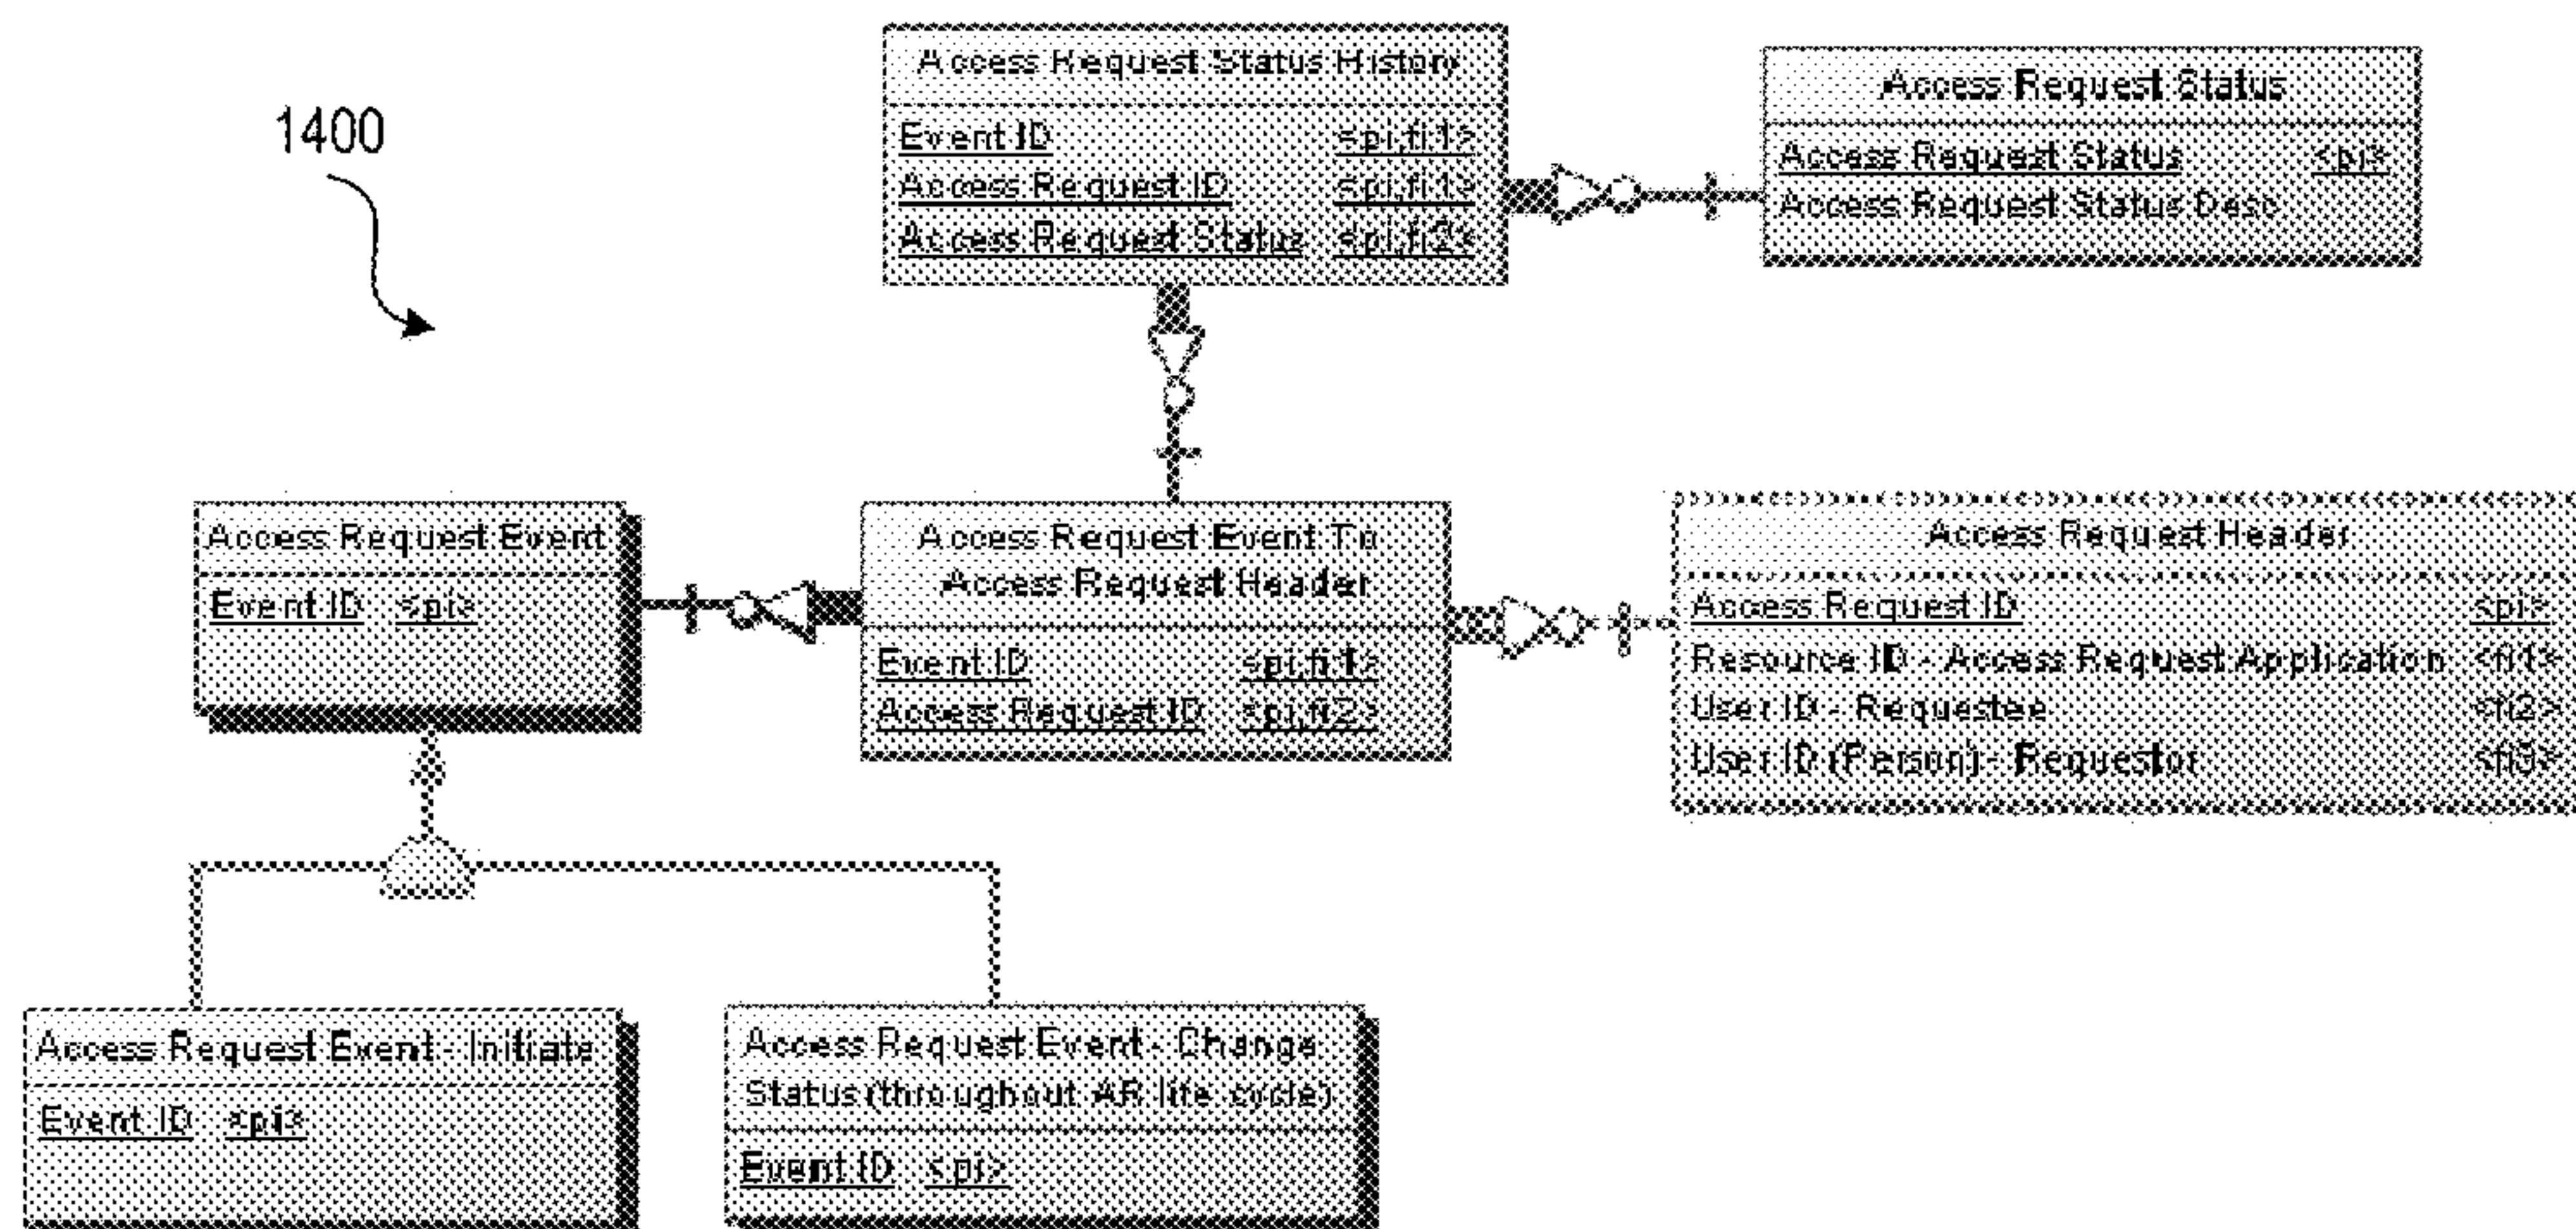 1400
Access Request Status History
Event ID <pi,fi1>
Access Request ID <pi,fi1>
Access Request Status <pi,fi2>
Access Request Status
Access Request Status <pi>
Access Request Status Desc
Access Request Event
Event ID <pi>
Access Request Event To
Access Request Header
Event ID <pi,fi1>
Access Request ID <pi,fi2>
Access Request Header
Access Request ID <pi>
Resource ID - Access Request Application <fi1>
User ID - Requestee <fi2>
User ID (Person) - Requestor <fi3>
Access Request Event - Initiate
Event ID <pi>
Access Request Event - Change
Status (throughout AR life cycle)
Event ID <pi>